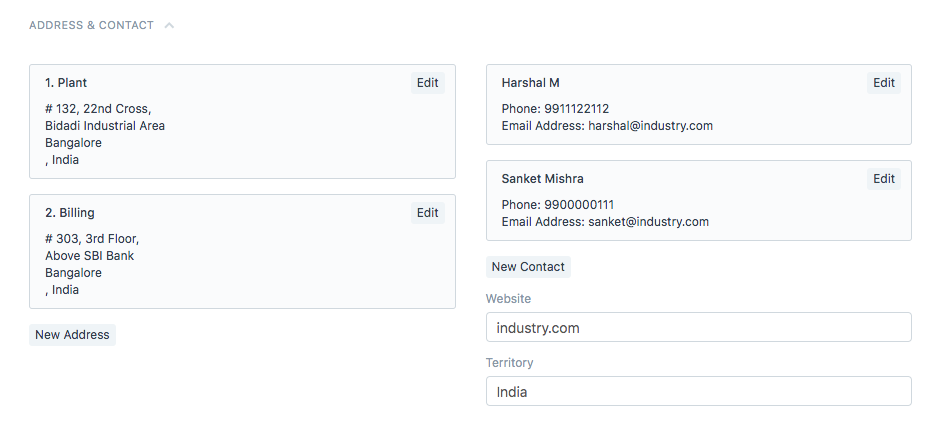 ADDRESS & CONTACT
1. Plant
Edit
# 132, 22nd Cross,
Bidadi Industrial Area
Bangalore
, India
2. Billing
Edit
# 303, 3rd Floor,
Above SBI Bank
Bangalore
, India
New Address
Harshal M
Edit
Phone: 9911122112
Email Address: harshal@industry.com
Sanket Mishra
Edit
Phone: 9900000111
Email Address: sanket@industry.com
New Contact
Website
industry.com
Territory
India